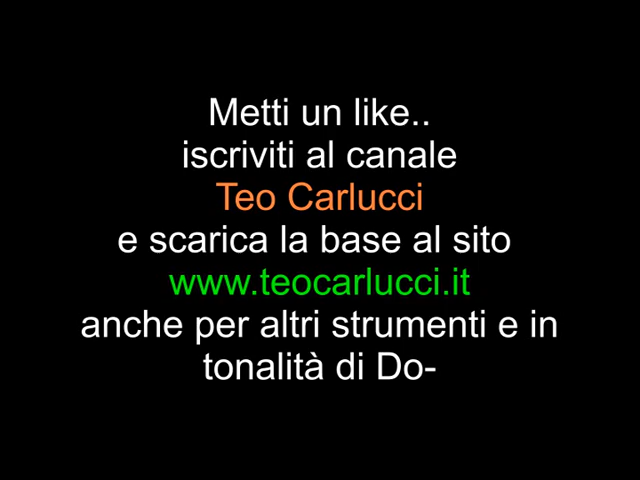 Metti un like..
iscriviti al canale
Teo Carlucci
e scarica la base al sito
www.teocarlucci.it
anche per altri strumenti e in
tonalità di Do-